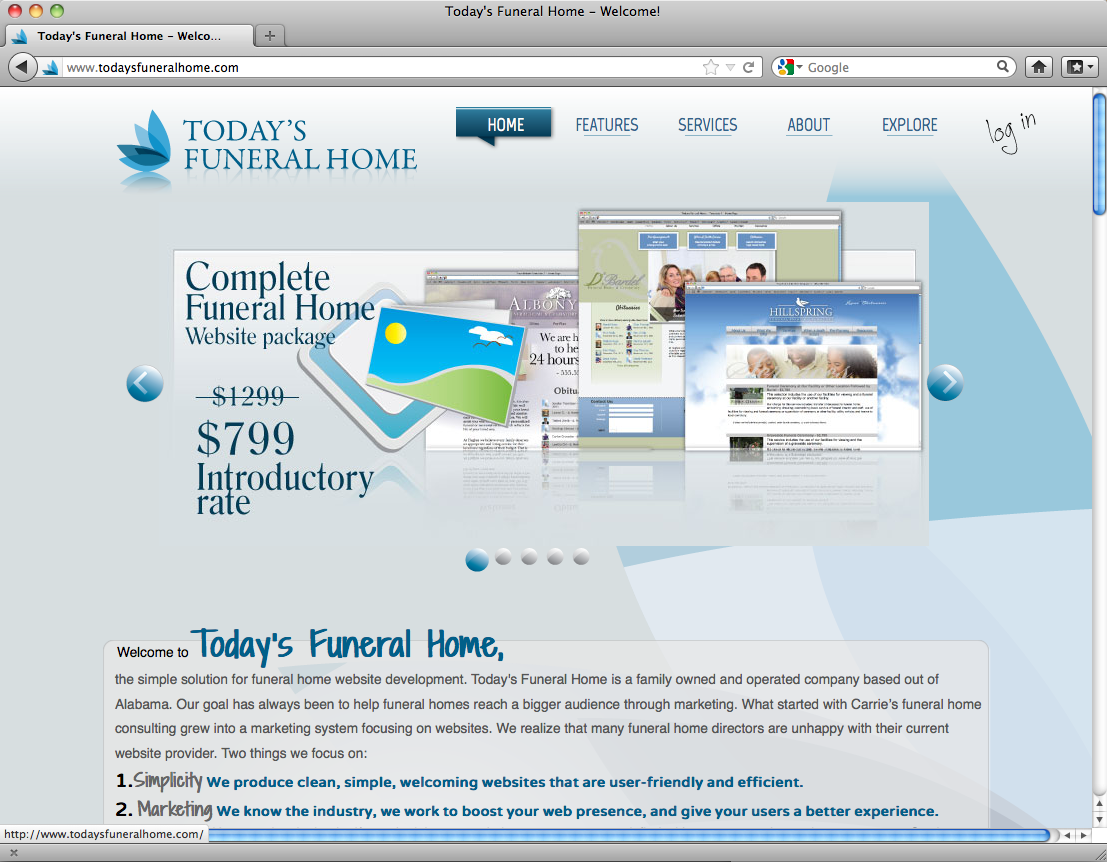 Today's Funeral Home - Welcome!
Today's Funeral Home - Welco...
www.todaysfuneralhome.com
Google
TODAY'S
FUNERAL HOME
HOME
FEATURES
SERVICES
ABOUT
EXPLORE
log in
Complete
Funeral Home
Website package
$1299
$799
Introductory
rate
ALBONY
We are h
to he
24 hours
Obitu
D'Bardel
Obituaries
Contact Us
HILLSPRING
Welcome to Today's Funeral Home,
the simple solution for funeral home website development. Today's Funeral Home is a family owned and operated company based out of
Alabama. Our goal has always been to help funeral homes reach a bigger audience through marketing. What started with Carrie's funeral home
consulting grew into a marketing system focusing on websites. We realize that many funeral home directors are unhappy with their current
website provider. Two things we focus on:
1. Simplicity We produce clean, simple, welcoming websites that are user-friendly and efficient.
2. Marketing We know the industry, we work to boost your web presence, and give your users a better experience.
http://www.todaysfuneralhome.com/